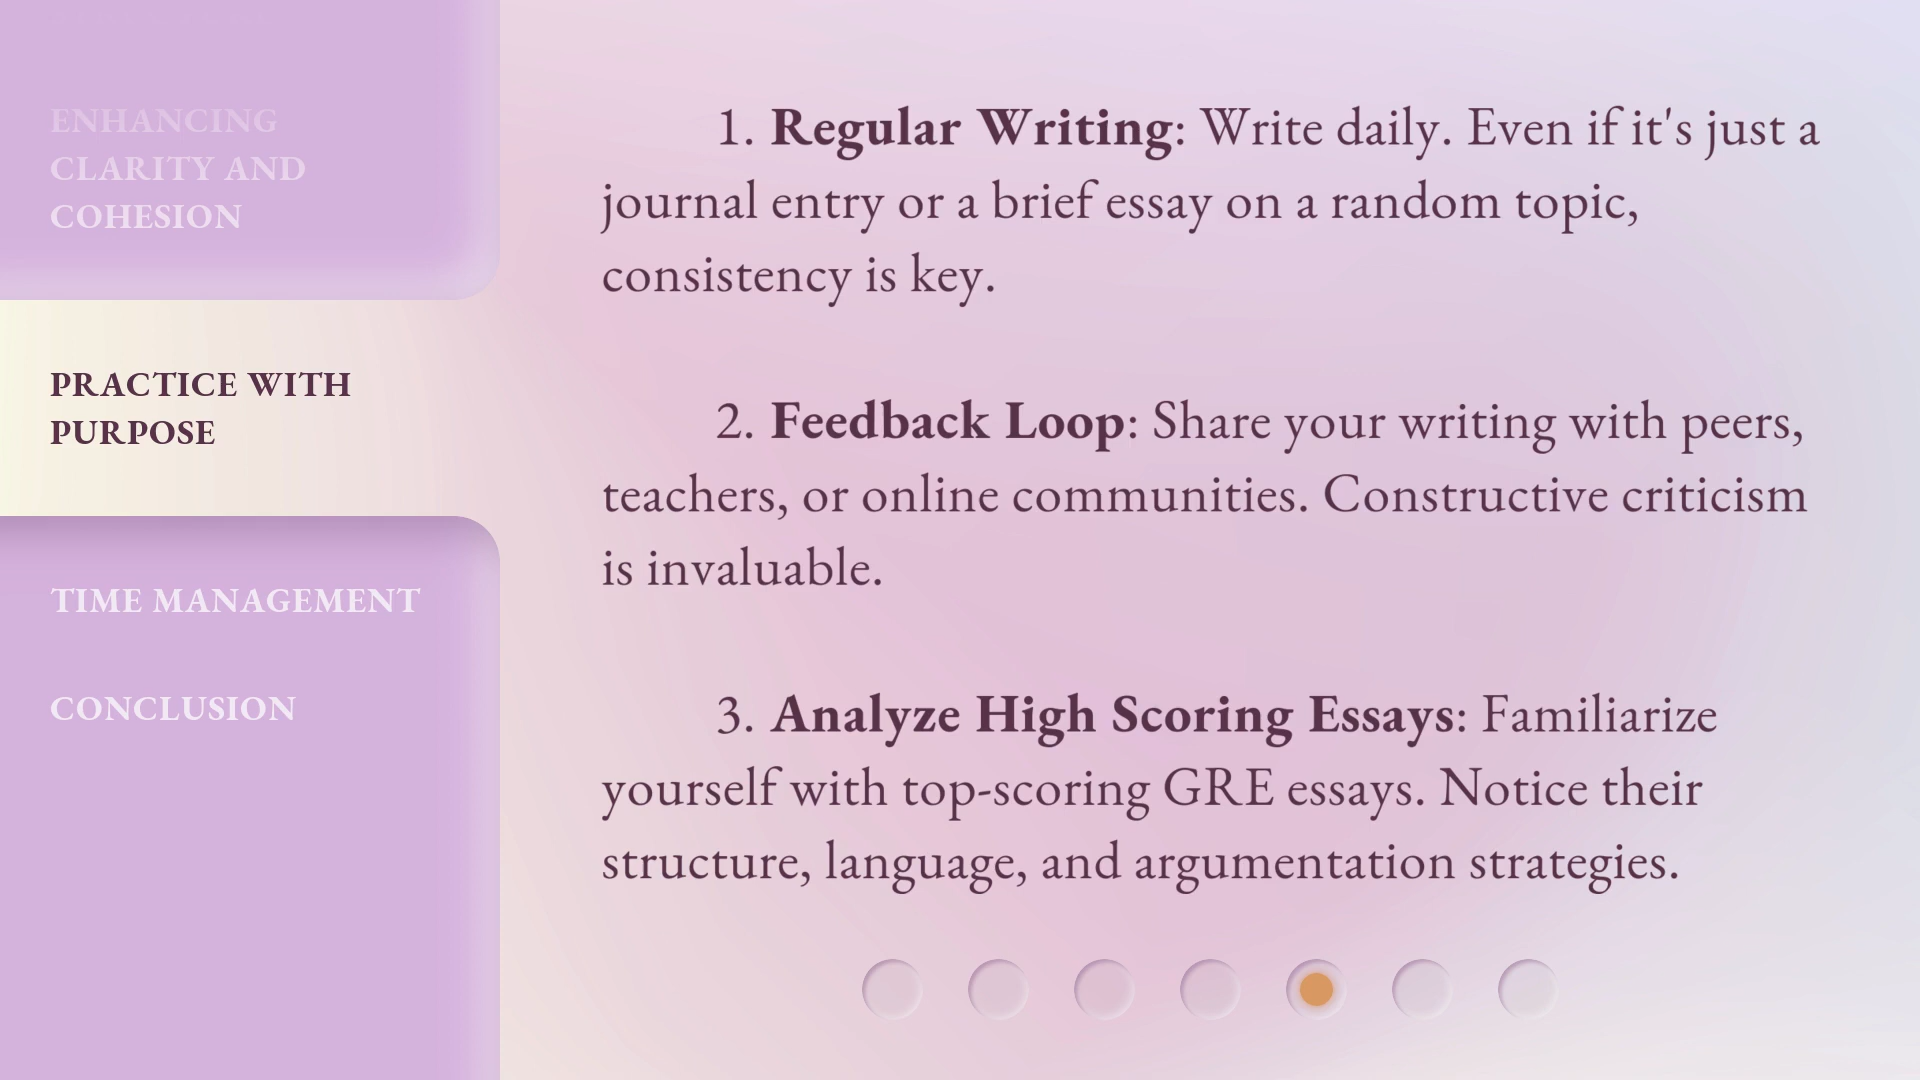 ENHANCING
CLARITY AND
COHESION
PRACTICE WITH
PURPOSE
TIME MANAGEMENT
CONCLUSION
1. Regular Writing: Write daily. Even if it's just a
journal entry or a brief essay on a random topic,
consistency is key.
2. Feedback Loop: Share your writing with peers,
teachers, or online communities. Constructive criticism
is invaluable.
3. Analyze High Scoring Essays: Familiarize
yourself with top-scoring GRE essays. Notice their
structure, language, and argumentation strategies.